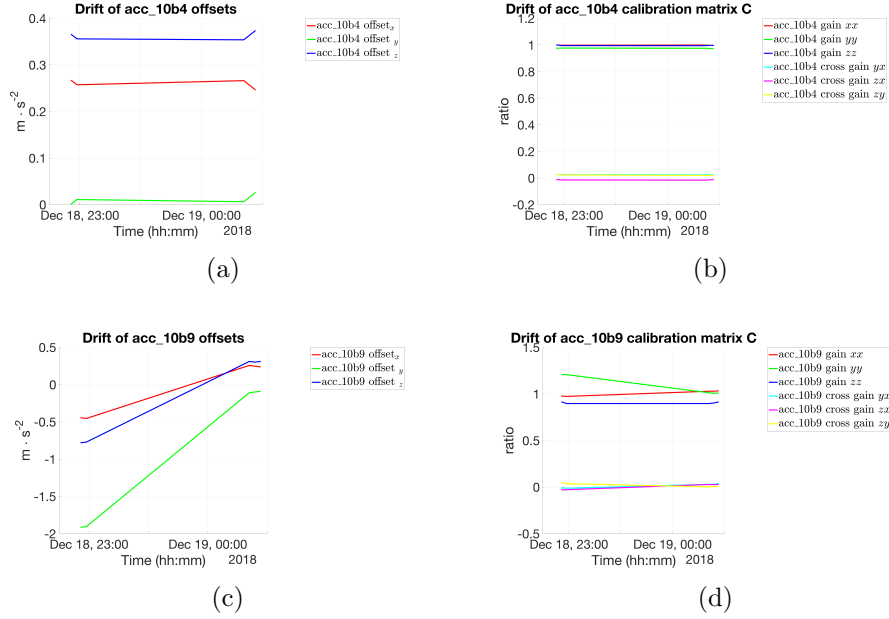 Drift of acc_10b4 offsets
0.4
0.3
0.2
0.1
0
m · s⁻²
Dec 18, 23:00 Dec 19, 00:00
Time (hh:mm) 2018
acc_10b4 offsetₓ
acc_10b4 offset y
acc_10b4 offset z
(a)
Drift of acc_10b4 calibration matrix C
1.2
1
0.8
0.6
0.4
0.2
0
-0.2
ratio
Dec 18, 23:00 Dec 19, 00:00
Time (hh:mm) 2018
acc_10b4 gain xx
acc_10b4 gain yy
acc_10b4 gain zz
acc_10b4 cross gain yx
acc_10b4 cross gain zx
acc_10b4 cross gain zy
(b)
Drift of acc_10b9 offsets
0.5
0
-0.5
-1
-1.5
-2
m · s⁻²
Dec 18, 23:00 Dec 19, 00:00
Time (hh:mm) 2018
acc_10b9 offsetₓ
acc_10b9 offset y
acc_10b9 offset z
(c)
Drift of acc_10b9 calibration matrix C
1.5
1
0.5
0
-0.5
ratio
Dec 18, 23:00 Dec 19, 00:00
Time (hh:mm) 2018
acc_10b9 gain xx
acc_10b9 gain yy
acc_10b9 gain zz
acc_10b9 cross gain yx
acc_10b9 cross gain zx
acc_10b9 cross gain zy
(d)